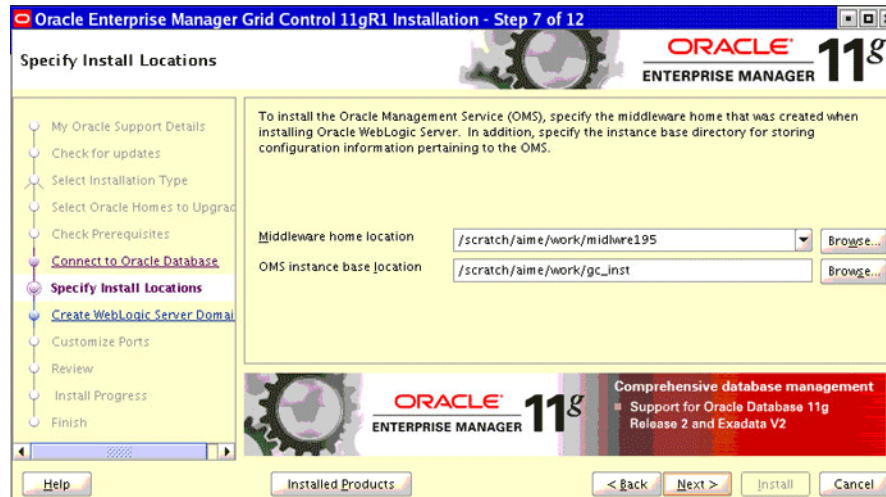 Oracle Enterprise Manager Grid Control 11gR1 Installation - Step 7 of 12
Specify Install Locations
ORACLE
ENTERPRISE MANAGER 11g
My Oracle Support Details
Check for updates
Select Installation Type
Select Oracle Homes to Upgrad
Check Prerequisites
Connect to Oracle Database
Specify Install Locations
Create WebLogic Server Domai
Customize Ports
Review
Install Progress
Finish
To install the Oracle Management Service (OMS), specify the middleware home that was created when
installing Oracle WebLogic Server. In addition, specify the instance base directory for storing
configuration information pertaining to the OMS.
Middleware home location /scratch/aime/work/midlwre195 Browse...
OMS instance base location /scratch/aime/work/gc_inst Browse...
ORACLE
ENTERPRISE MANAGER 11g
Comprehensive database management
Support for Oracle Database 11g
Release 2 and Exadata V2
Help Installed Products < Back Next > Install Cancel